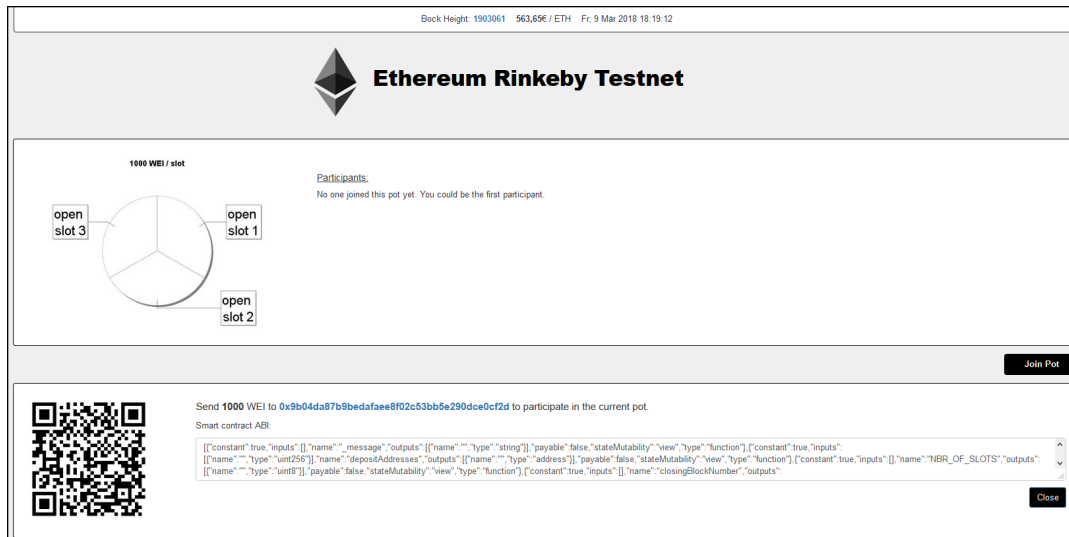 Bock Height: 1903061 563,65€ / ETH Fr, 9 Mär 2018 18:19:12
Ethereum Rinkeby Testnet
1000 WEI / slot
Participants:
No one joined this pot yet. You could be the first participant.
open
slot 3
open
slot 1
open
slot 2
Join Pot
Send 1000 WEI to 0x9b04da87b9bedafaee8f02c53bb5e290dce0cf2d to participate in the current pot.
Smart contract ABI:
[{"constant":true,"inputs":[],"name":"_message","outputs":[{"name":"","type":"string"}],"payable":false,"stateMutability":"view","type":"function"},{"constant":true,"inputs":
[{"name":"","type":"uint256"}],"name":"depositAddresses","outputs":[{"name":"","type":"address"}],"payable":false,"stateMutability":"view","type":"function"},{"constant":true,"inputs":[],"name":"NBR_OF_SLOTS","outputs":
[{"name":"","type":"uint8"}],"payable":false,"stateMutability":"view","type":"function"},{"constant":true,"inputs":[],"name":"closingBlockNumber","outputs":
Close